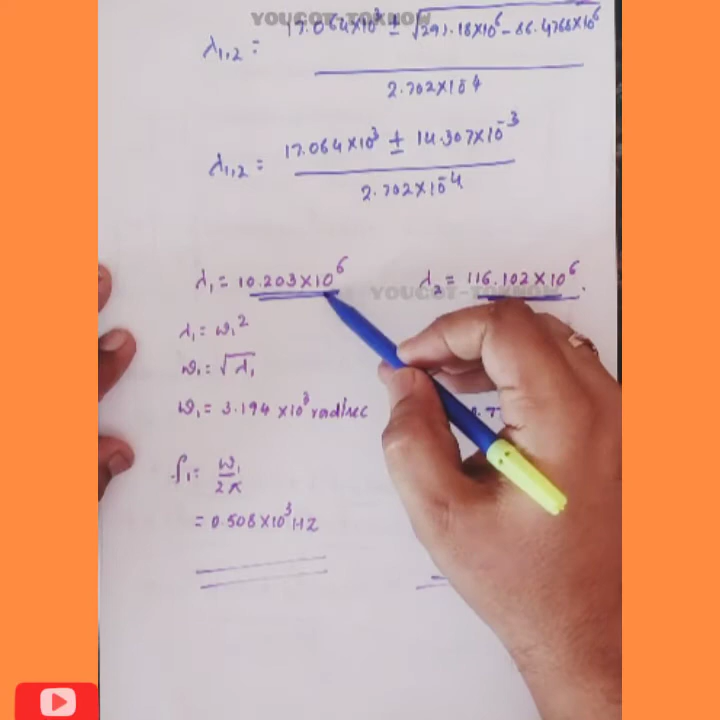 YOUGOT-TOKNOW
λ1,2 = 17.064×10³ ± √291.18×10⁶ - 86.4768×10⁶
2.702×10⁻⁴
λ1,2 = 17.064×10³ ± 14.307×10⁻³
2.702×10⁻⁴
λ₁ = 10.203×10⁶ λ₂ = 116.102×10⁶.
YOUGOT-TOKNOW
λ₁ = ω₁²
ω₁ = √λ₁
ω₁ = 3.194 ×10³ rad/sec
f₁ = ω₁
2π
= 0.508×10³ HZ